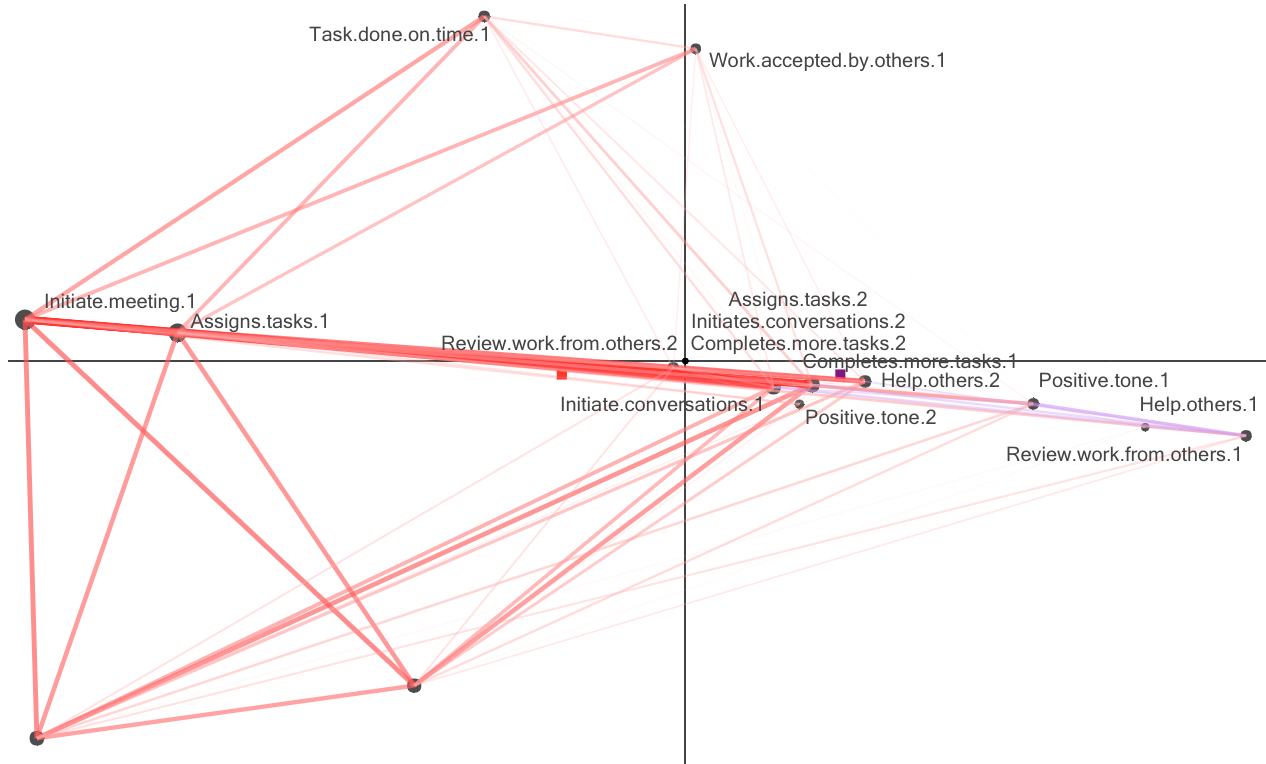 Task.done.on.time.1
Work.accepted.by.others.1
Initiate.meeting.1
Assigns.tasks.1
Assigns.tasks.2
Initiates.conversations.2
Review.work.from.others.2
Completes.more.tasks.2
Completes.more.tasks.1
Help.others.2
Positive.tone.1
Initiate.conversations.1
Help.others.1
Positive.tone.2
Review.work.from.others.1